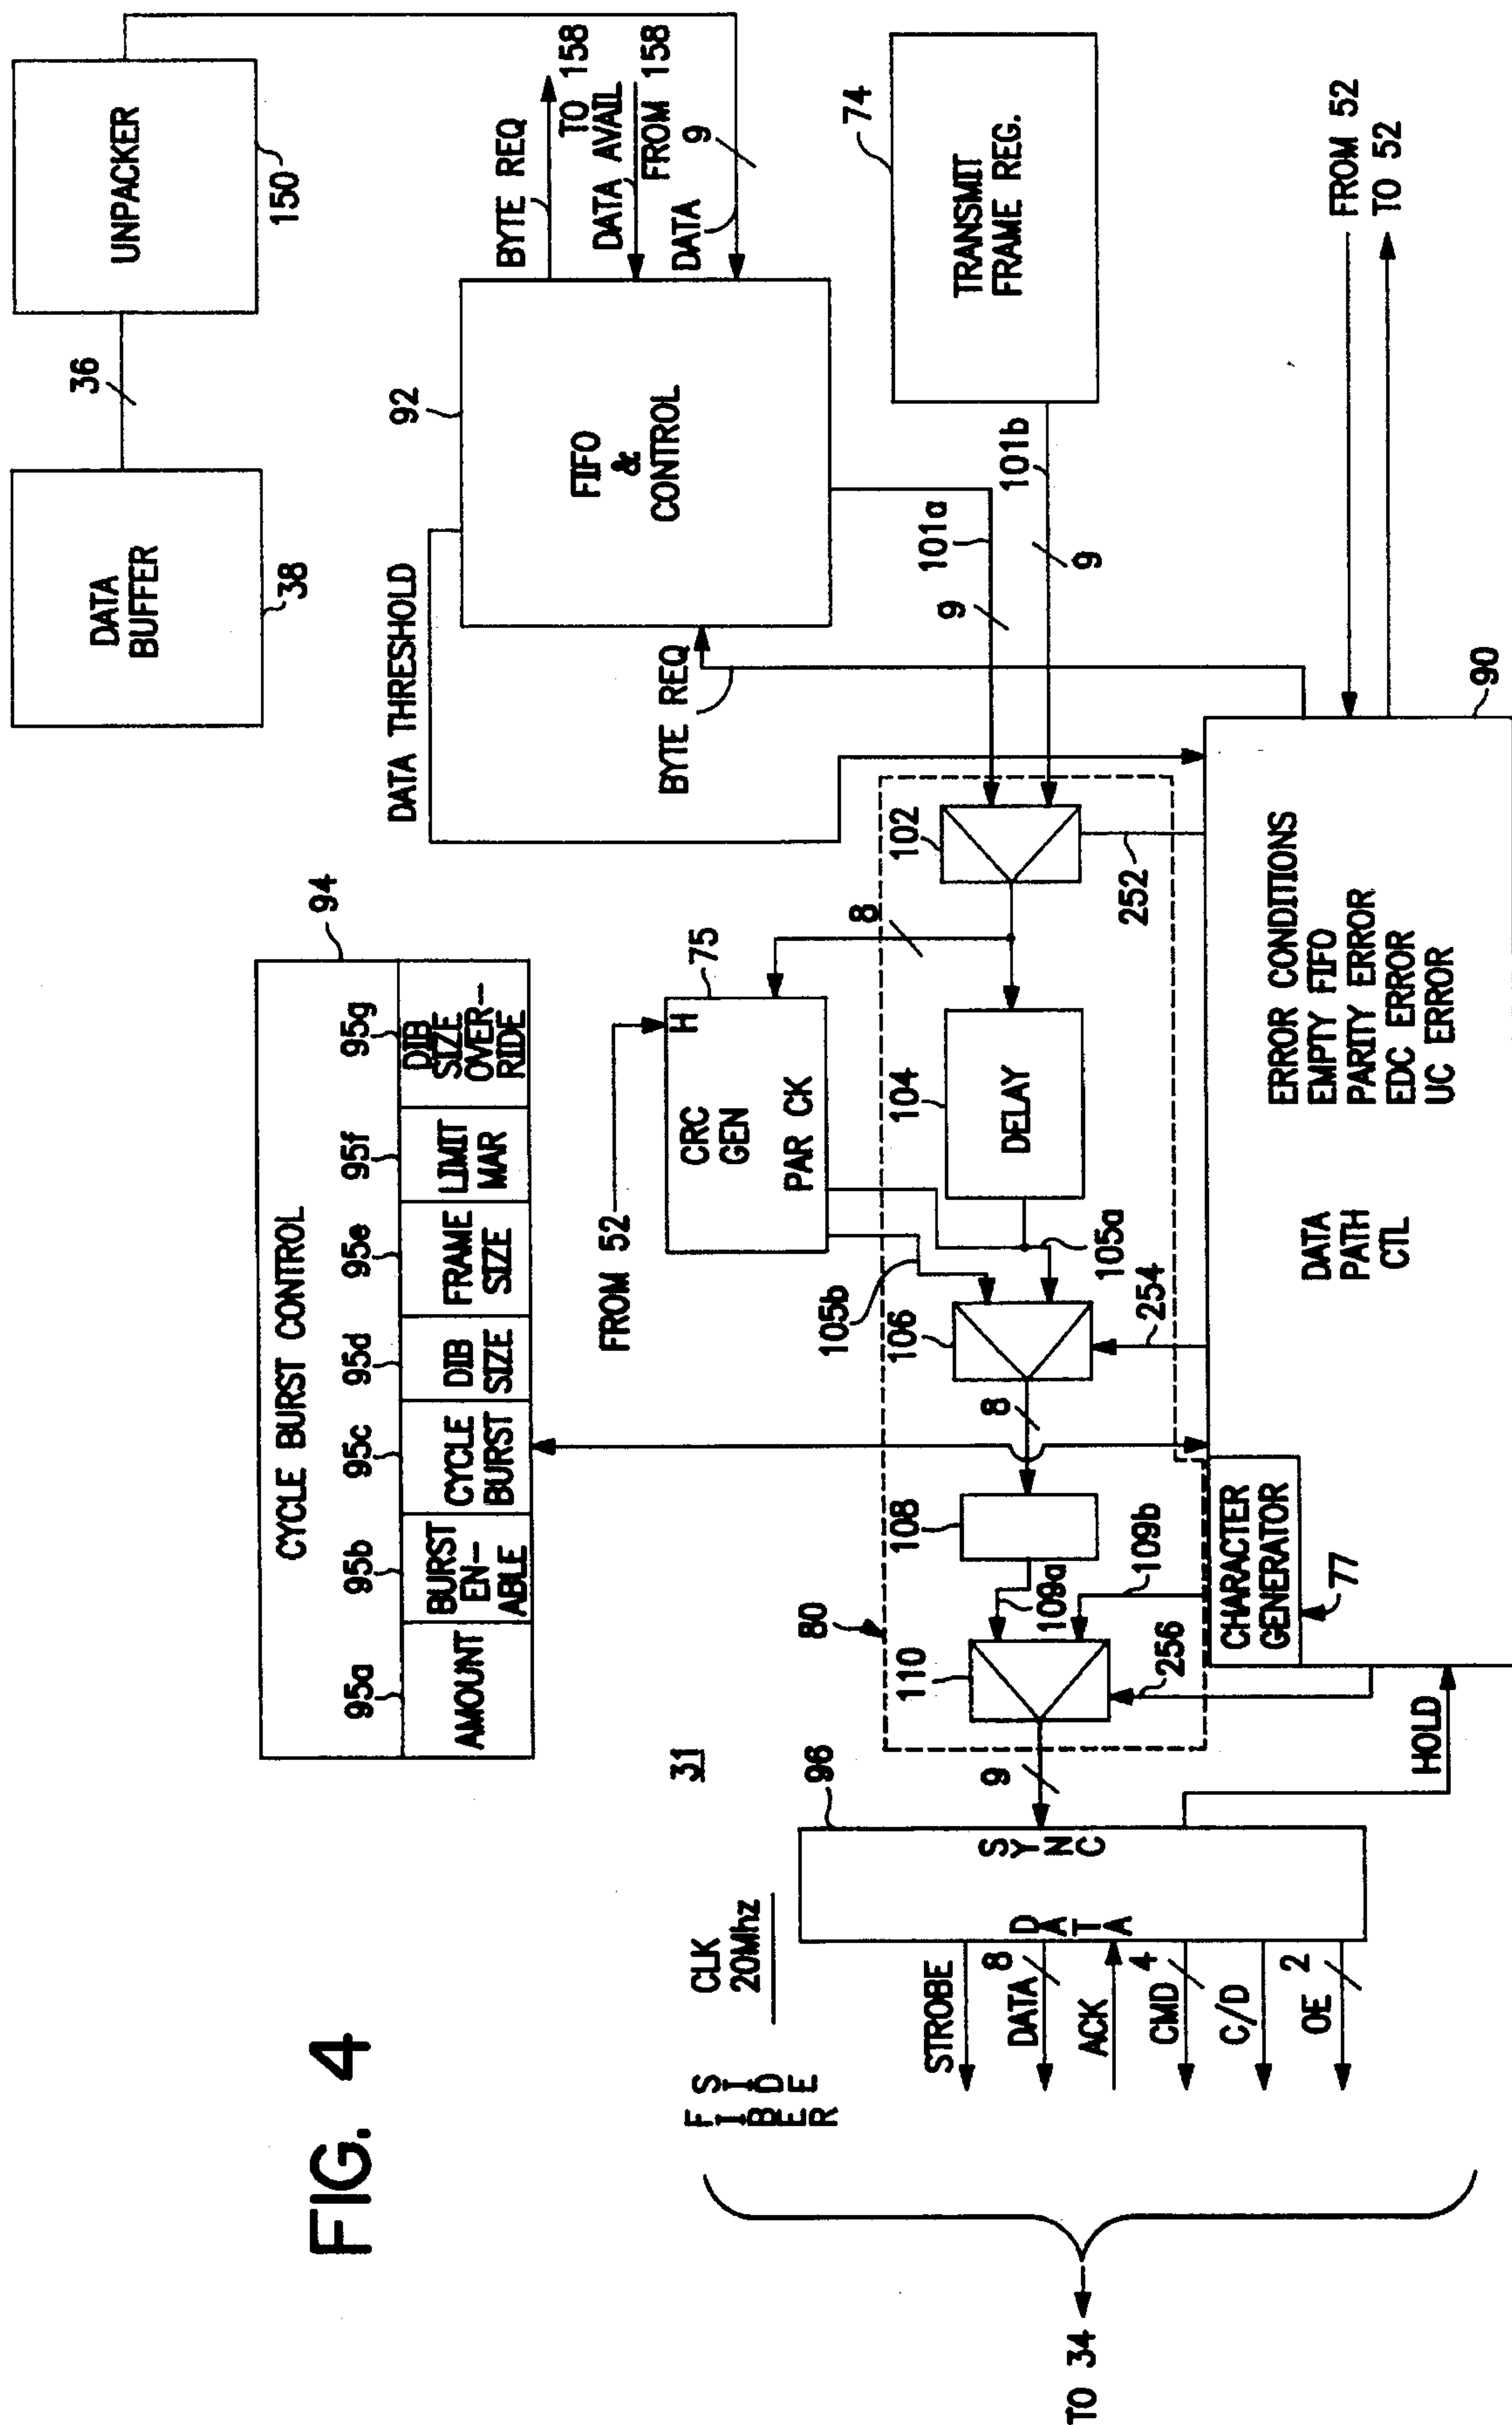 FIG. 4
DATA
BUFFER
38
36
UNPACKER
150
CYCLE BURST CONTROL
94
95a
95b
95c
95d
95e
95f
95g
AMOUNT
BURST
EN-
ABLE
CYCLE
BURST
DIB
SIZE
FRAME
SIZE
LIMIT
MAR
DIB
SIZE
OVER-
RIDE
DATA THRESHOLD
92
FIFO
&
CONTROL
BYTE REQ
TO 158
DATA AVAIL
FROM 158
DATA
9
BYTE REQ
FROM 52
75
H
CRC
GEN
PAR CK
8
101a
9
101b
9
74
TRANSMIT
FRAME REG.
31
80
102
104
DELAY
105a
105b
106
8
108
109a
109b
110
9
252
254
256
CHARACTER
GENERATOR
77
DATA
PATH
CTL
ERROR CONDITIONS
EMPTY FIFO
PARITY ERROR
EDC ERROR
UC ERROR
90
FROM 52
TO 52
HOLD
96
SYNC
DATA
CLK
20Mhz
FIBER
SIDE
STROBE
DATA
8
ACK
CMD
4
C/D
OE
2
TO 34